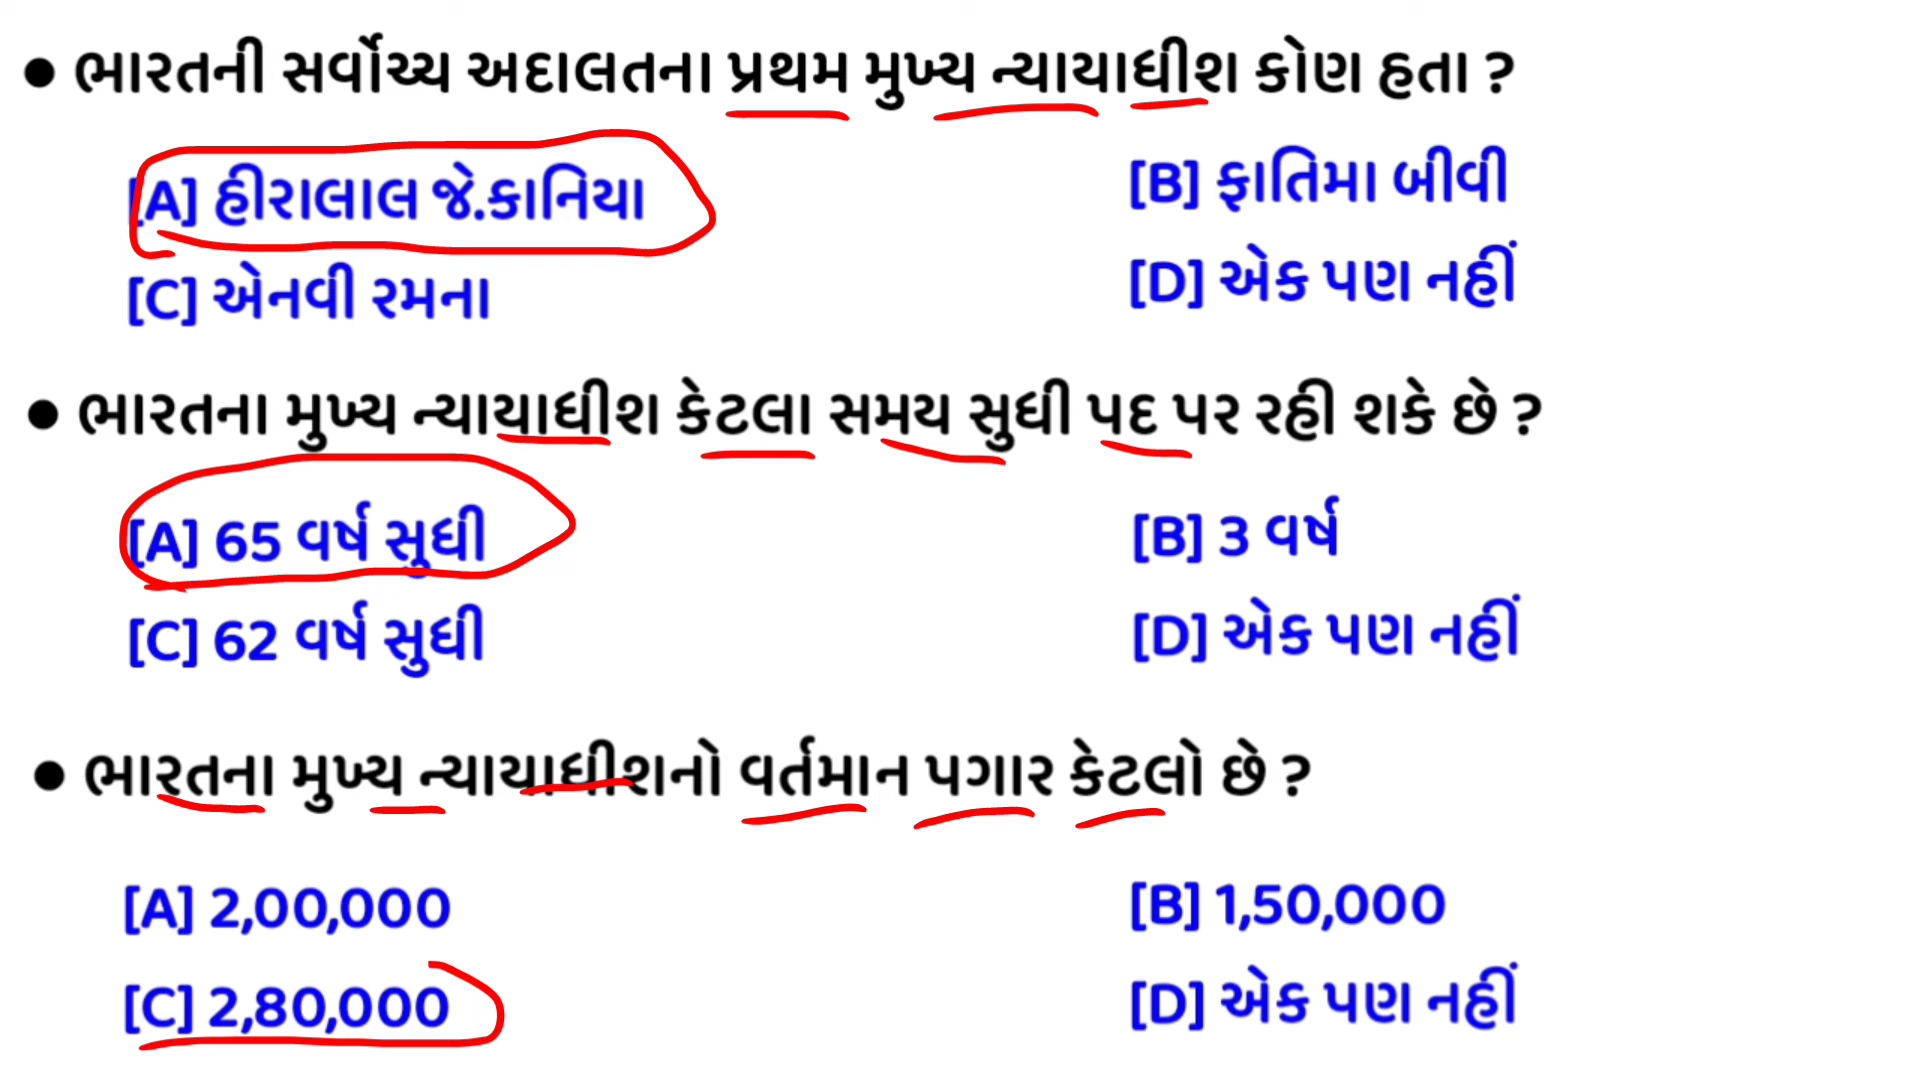 ● ભારતની સર્વોચ્ચ અદાલતના પ્રથમ મુખ્ય ન્યાયાધીશ કોણ હતા ?
[A] હીરાલાલ જે.કાનિયા [B] ફાતિમા બીવી
[C] એનવી રમના [D] એક પણ નહીં
● ભારતના મુખ્ય ન્યાયાધીશ કેટલા સમય સુધી પદ પર રહી શકે છે ?
[A] 65 વર્ષ સુધી [B] 3 વર્ષ
[C] 62 વર્ષ સુધી [D] એક પણ નહીં
● ભારતના મુખ્ય ન્યાયાધીશનો વર્તમાન પગાર કેટલો છે ?
[A] 2,00,000 [B] 1,50,000
[C] 2,80,000 [D] એક પણ નહીં